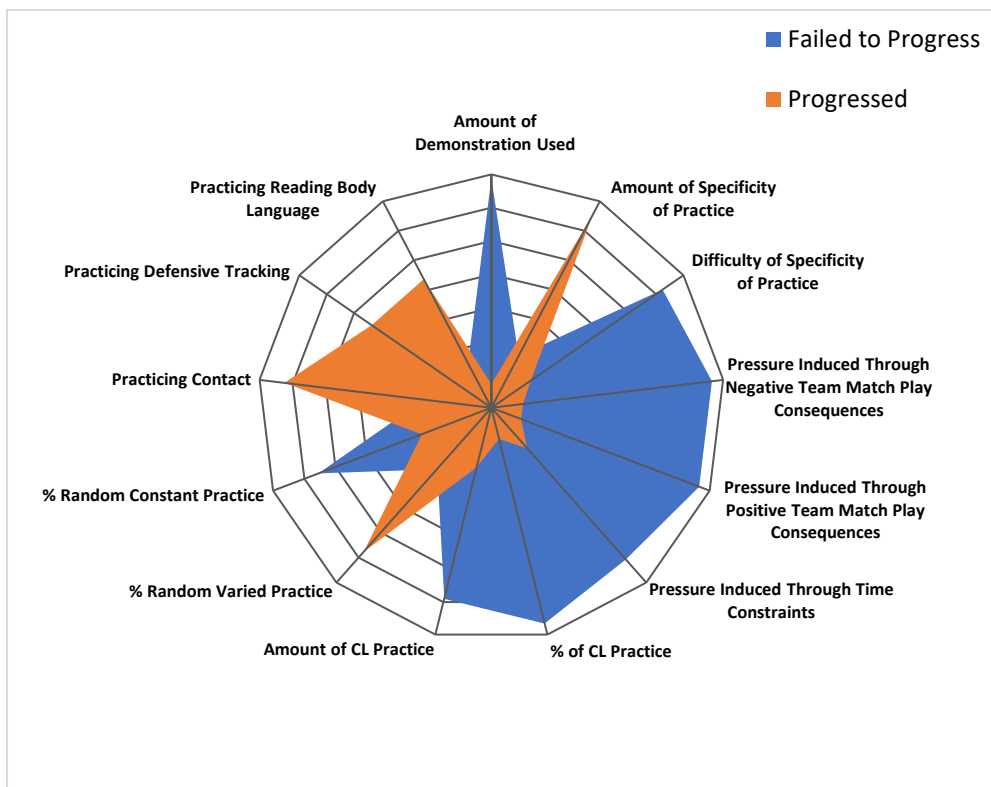 Failed to Progress
Progressed
Amount of
Demonstration Used
Practicing Reading Body
Language
Amount of Specificity
of Practice
Practicing Defensive Tracking
Difficulty of Specificity
of Practice
Practicing Contact
Pressure Induced Through
Negative Team Match Play
Consequences
% Random Constant Practice
Pressure Induced Through
Positive Team Match Play
Consequences
% Random Varied Practice
Pressure Induced Through Time
Constraints
Amount of CL Practice
% of CL Practice